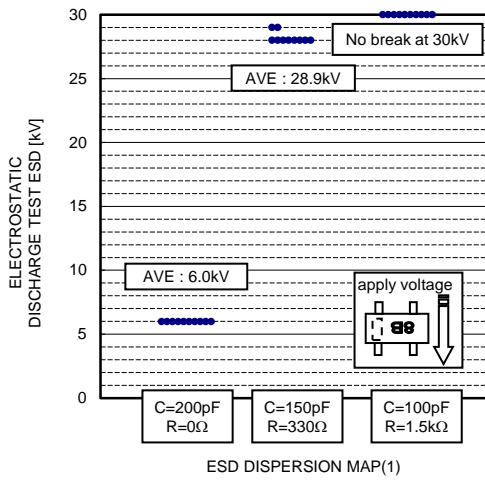 ELECTROSTATIC
DISCHARGE TEST ESD [kV]
30
25
20
15
10
5
0
No break at 30kV
AVE : 28.9kV
AVE : 6.0kV
apply voltage
8B
C=200pF
R=0Ω
C=150pF
R=330Ω
C=100pF
R=1.5kΩ
ESD DISPERSION MAP(1)